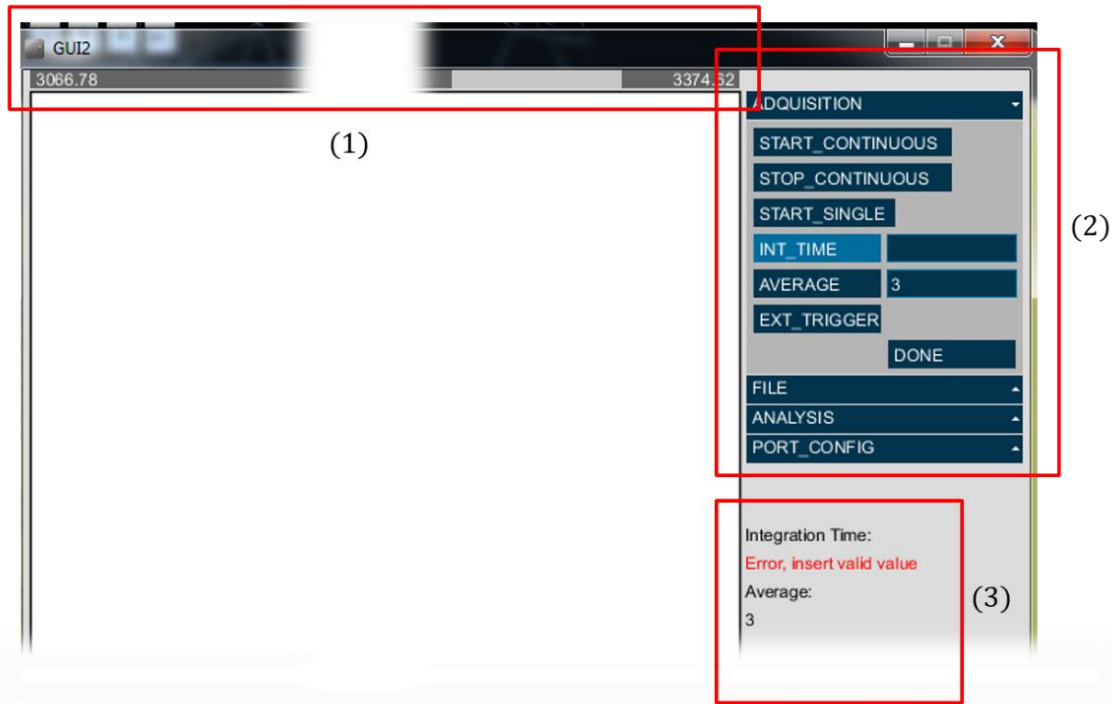 GUI2
3066.78 3374.62
(1)
ADQUISITION
START_CONTINUOUS
STOP_CONTINUOUS
START_SINGLE
INT_TIME
AVERAGE 3
EXT_TRIGGER
DONE
FILE
ANALYSIS
PORT_CONFIG
(2)
Integration Time:
Error, insert valid value
Average:
3
(3)